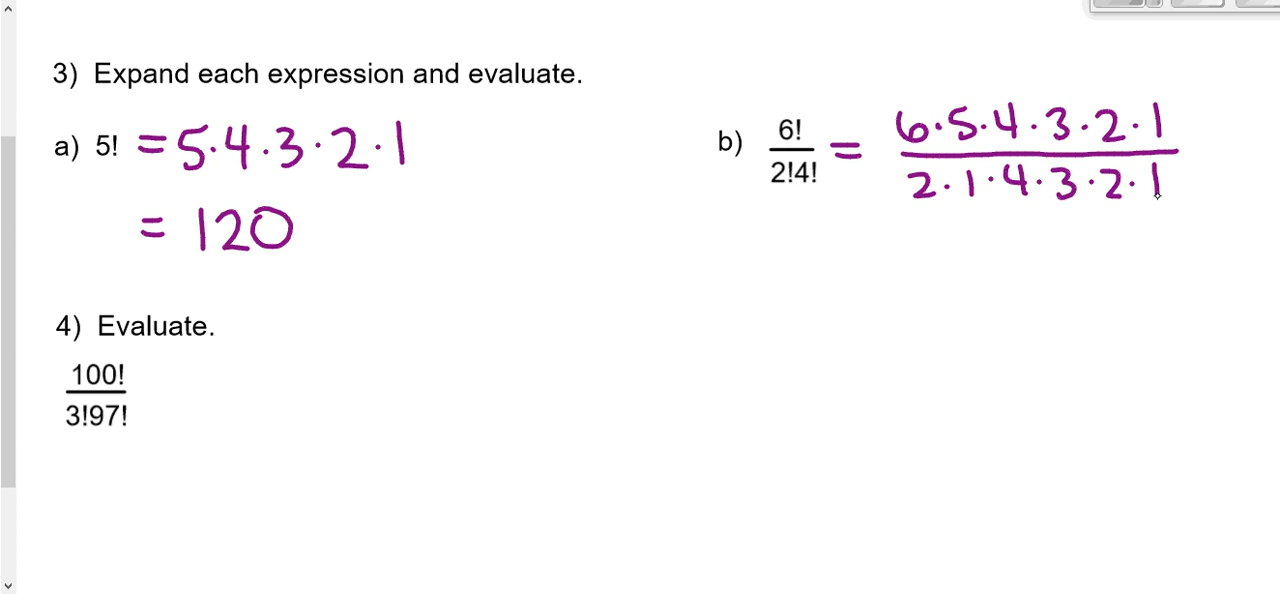 3) Expand each expression and evaluate.
a) 5! = 5·4·3·2·1
= 120
b) 6!/2!4! = 6·5·4·3·2·1/2·1·4·3·2·1
4) Evaluate.
100!
3!97!